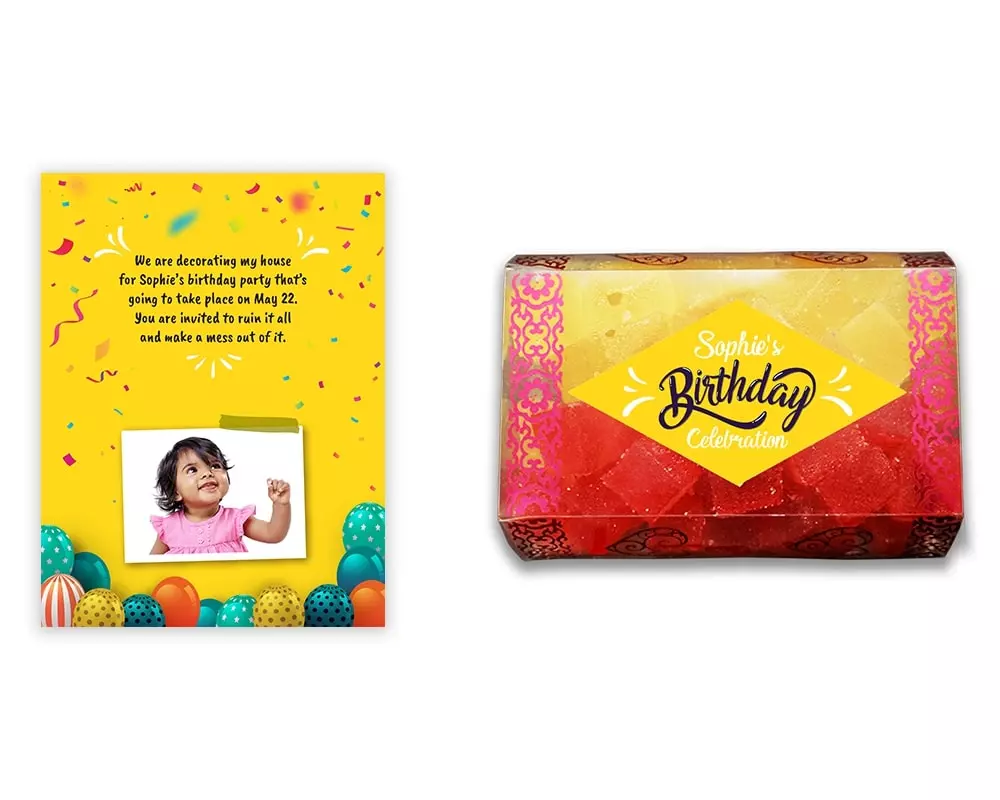 We are decorating my house
for Sophie's birthday party that's
going to take place on May 22.
You are invited to ruin it all
and make a mess out of it.
Sophie's
Birthday
Celebration